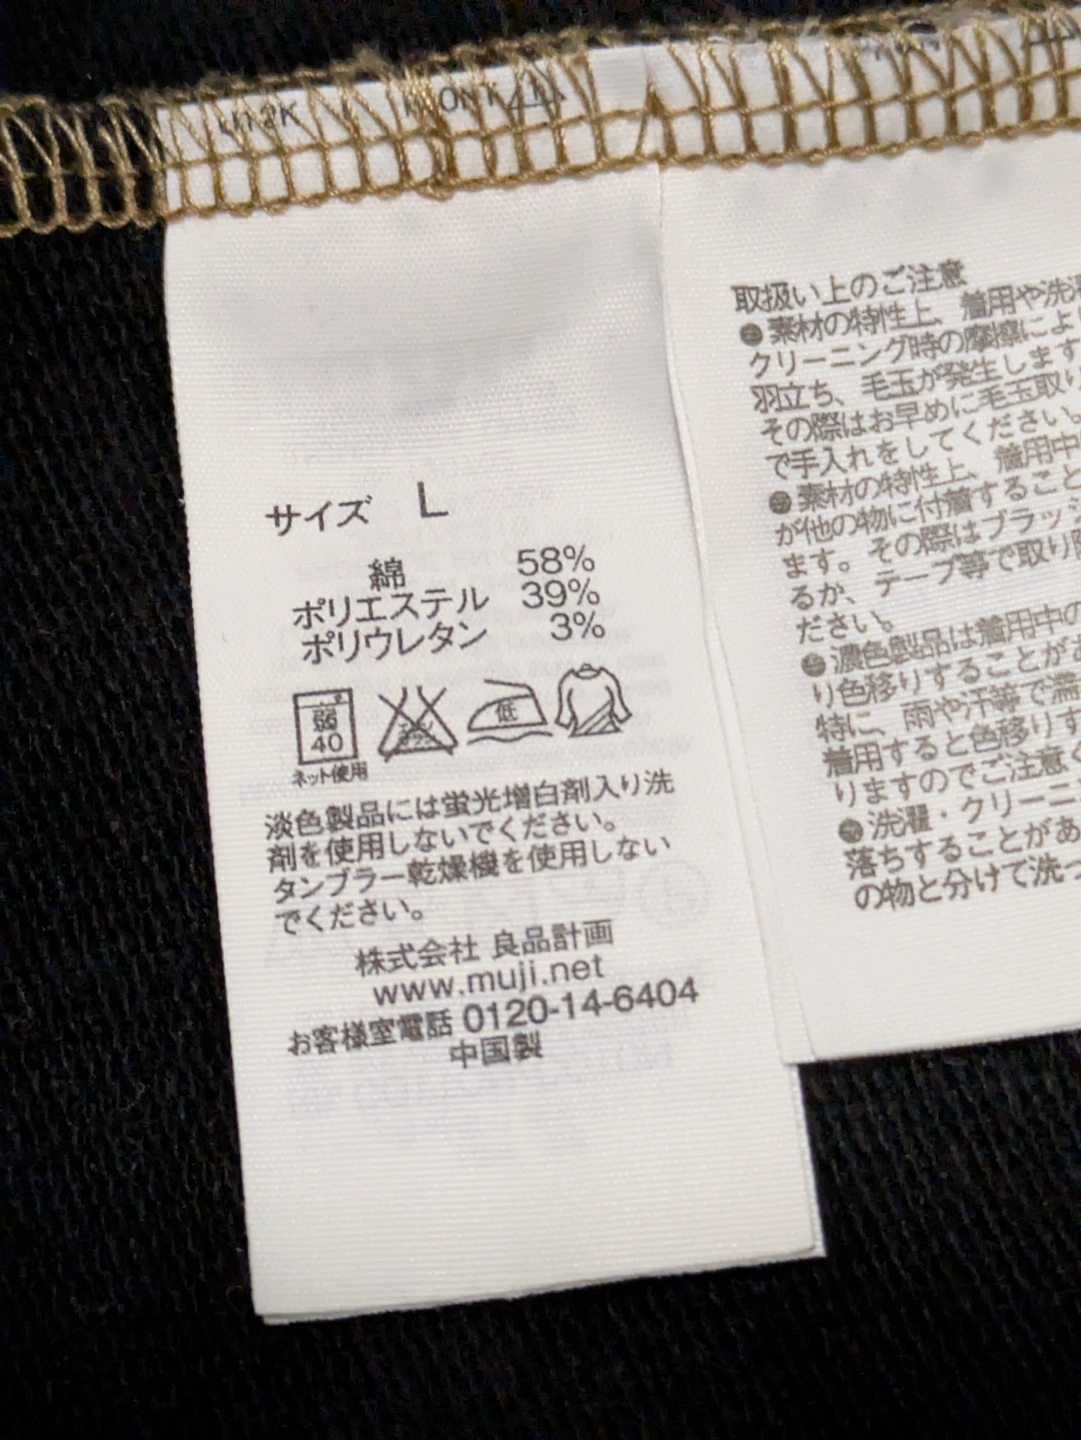 サイズ L
綿 58%
ポリエステル 39%
ポリウレタン 3%
弱
40
ネット使用
低
淡色製品には蛍光増白剤入り洗
剤を使用しないでください。
タンブラー乾燥機を使用しない
でください。
株式会社 良品計画
www.muji.net
お客様室電話 0120-14-6404
中国製
取扱い上のご注意
●素材の特性上、着用や洗濯
クリーニング時の摩擦によ
羽立ち、毛玉が発生します
その際はお早めに毛玉取り
で手入れをしてください。
●素材の特性上、着用中
が他の物に付着すること
ます。その際はブラッシ
るか、テープ等で取り
ださい。
●濃色製品は着用中の
り色移りすることがあ
特に、雨や汗等で濡
着用すると色移りす
りますのでご注意く
●洗濯・クリーニ
落ちすることがあ
の物と分けて洗っ